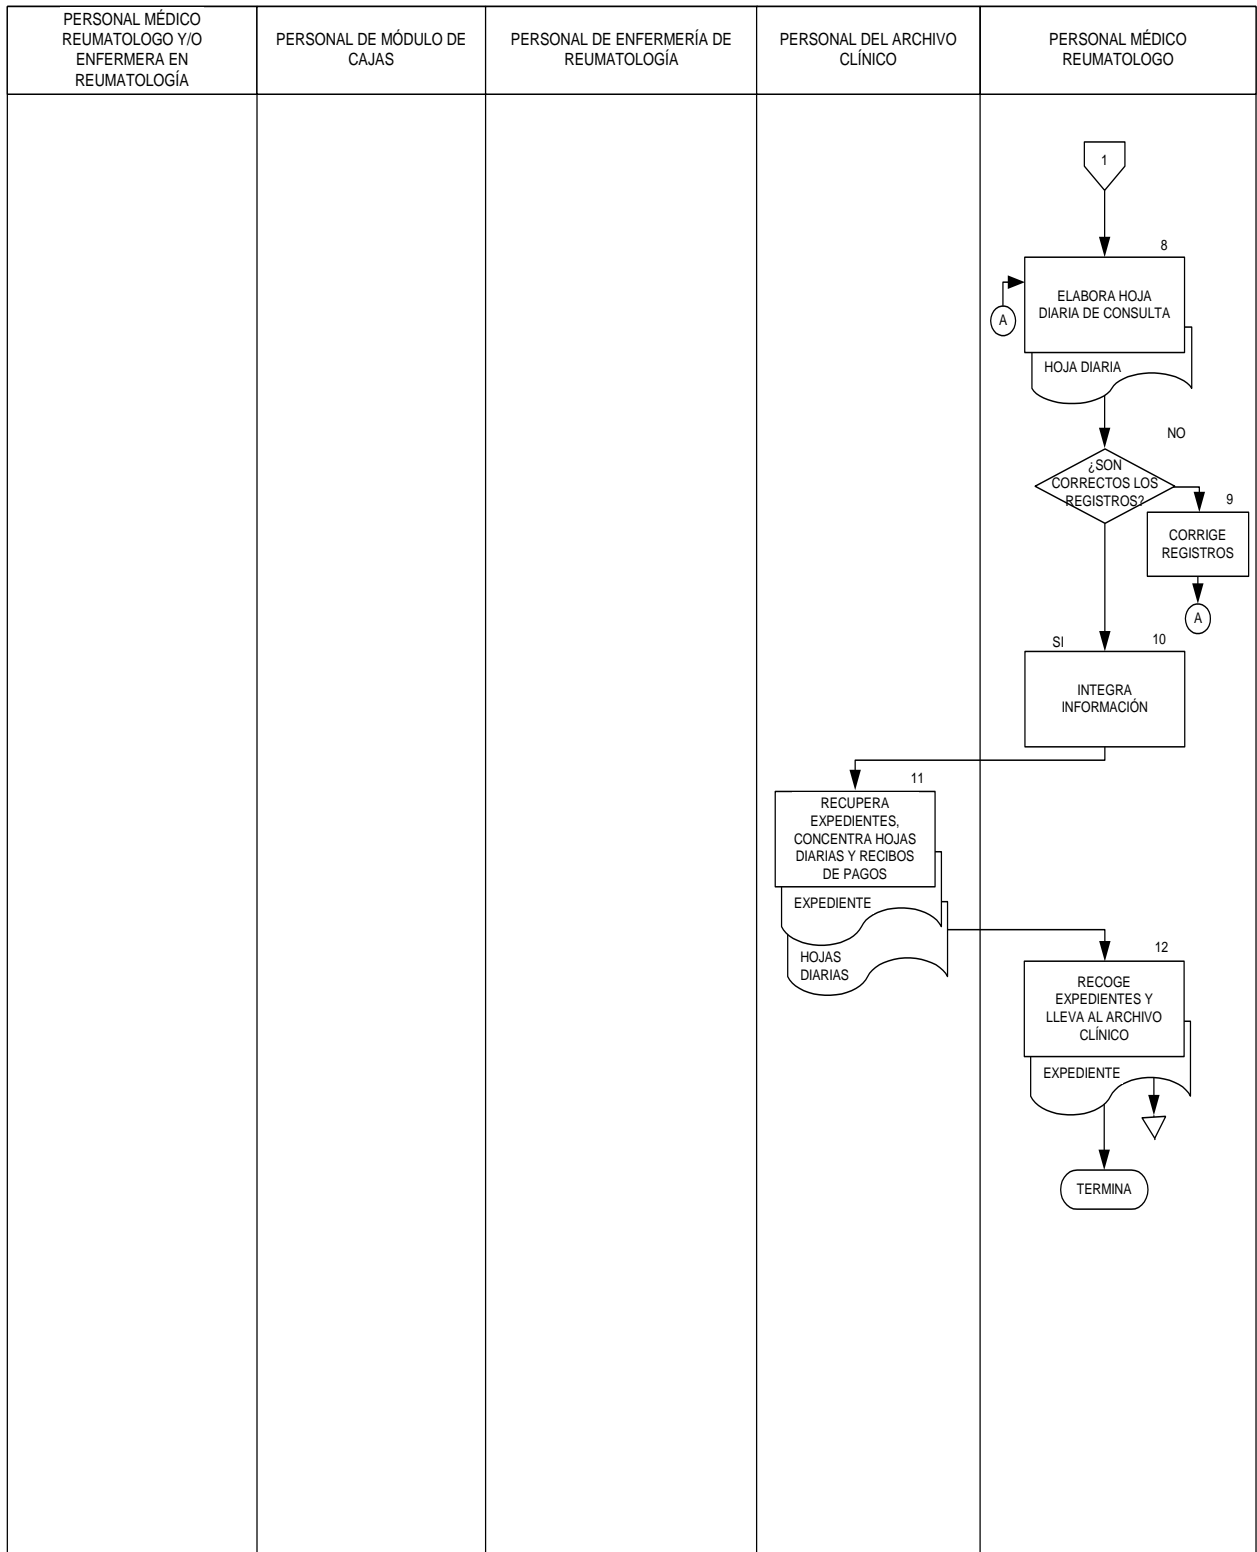 PERSONAL MÉDICO
REUMATOLOGO Y/O
ENFERMERA EN
REUMATOLOGÍA
PERSONAL DE MÓDULO DE
CAJAS
PERSONAL DE ENFERMERÍA DE
REUMATOLOGÍA
PERSONAL DEL ARCHIVO
CLÍNICO
PERSONAL MÉDICO
REUMATOLOGO
1
8
ELABORA HOJA
DIARIA DE CONSULTA
A
HOJA DIARIA
NO
¿SON
CORRECTOS LOS
REGISTROS?
9
CORRIGE
REGISTROS
A
SI
10
INTEGRA
INFORMACIÓN
11
RECUPERA
EXPEDIENTES,
CONCENTRA HOJAS
DIARIAS Y RECIBOS
DE PAGOS
EXPEDIENTE
HOJAS
DIARIAS
12
RECOGE
EXPEDIENTES Y
LLEVA AL ARCHIVO
CLÍNICO
EXPEDIENTE
TERMINA